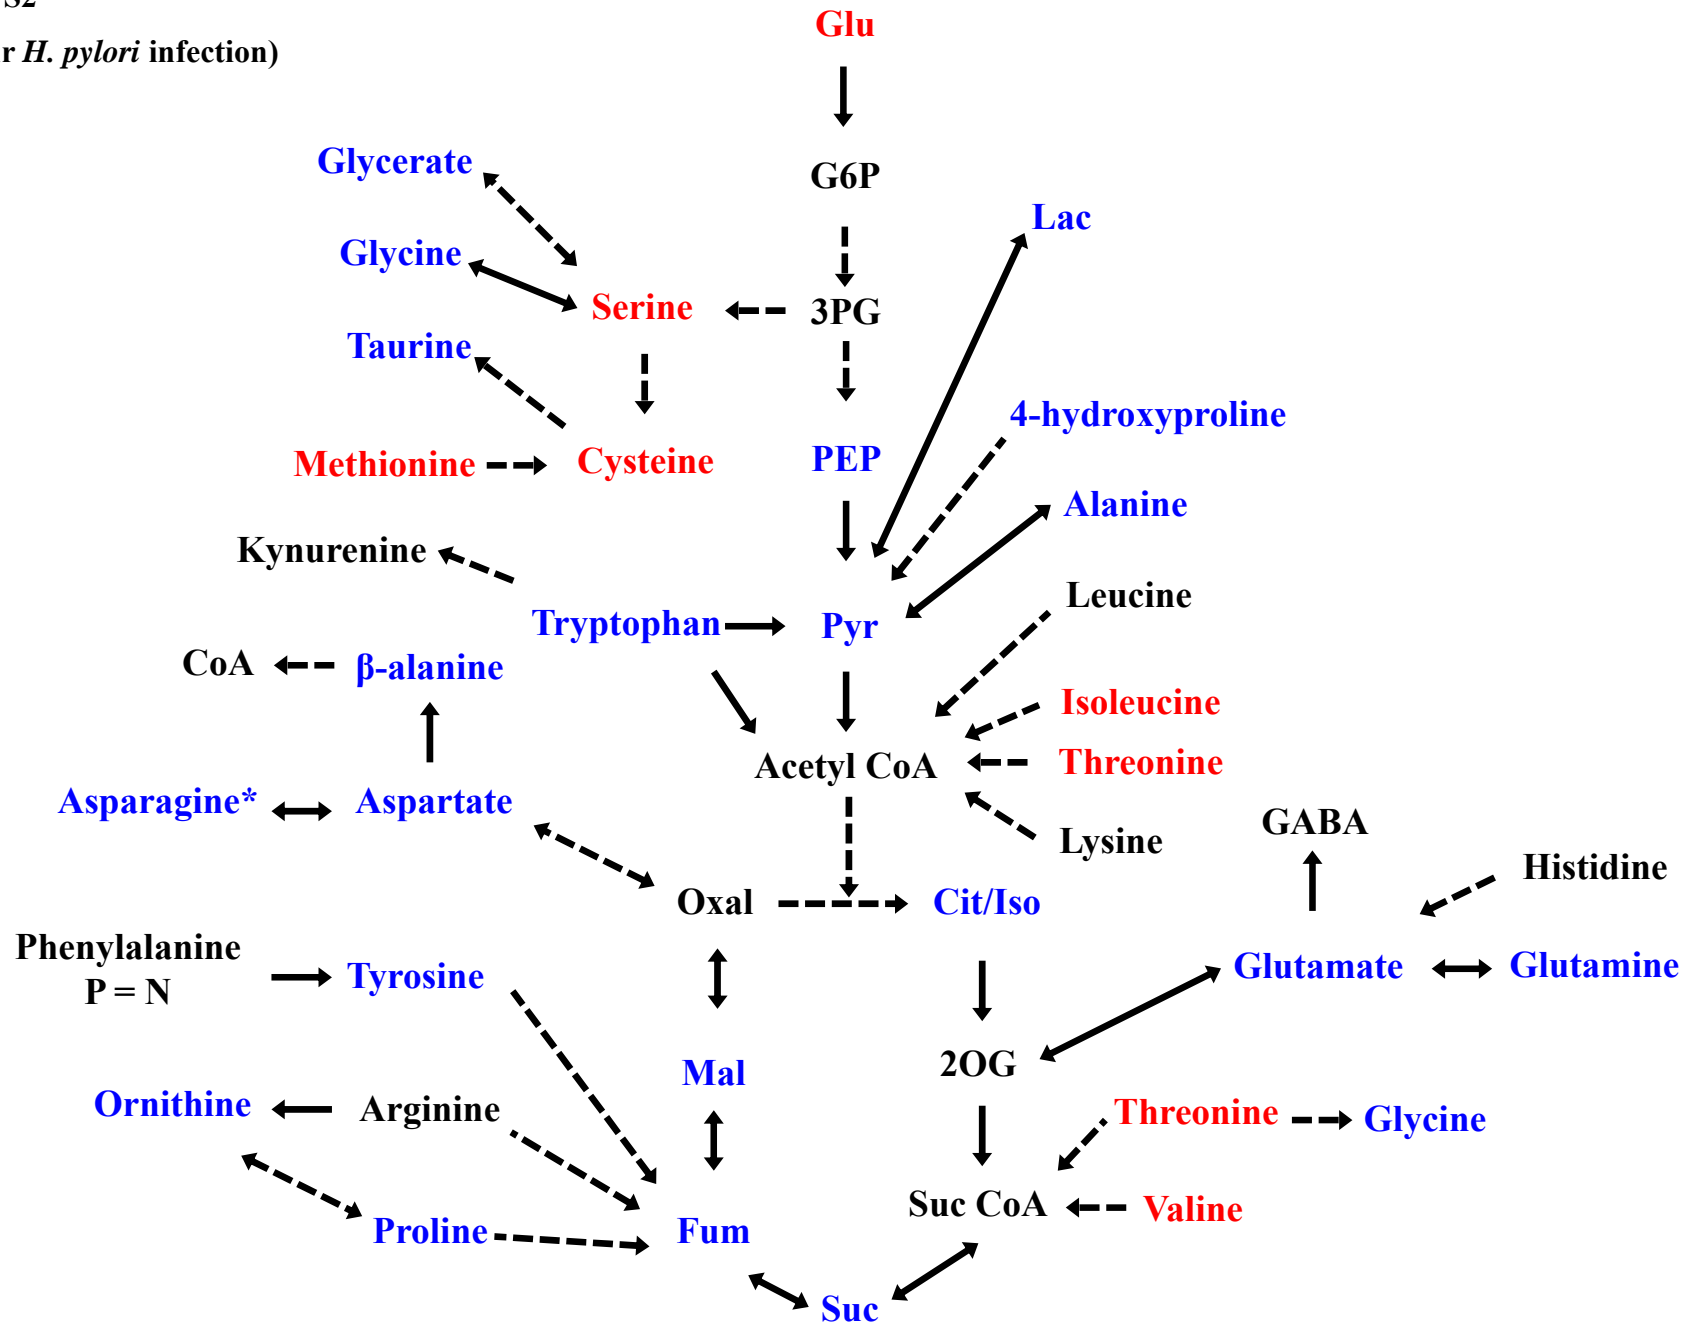 S2
r H. pylori infection)
Glu
Glycerate
G6P
Lac
Glycine
Serine
3PG
Taurine
4-hydroxyproline
Methionine
Cysteine
PEP
Alanine
Kynurenine
Leucine
Tryptophan
Pyr
CoA
β-alanine
Isoleucine
Acetyl CoA
Threonine
Asparagine*
Aspartate
GABA
Lysine
Histidine
Oxal
Cit/Iso
Phenylalanine
P = N
Tyrosine
Glutamate
Glutamine
2OG
Mal
Ornithine
Arginine
Threonine
Glycine
Suc CoA
Valine
Proline
Fum
Suc